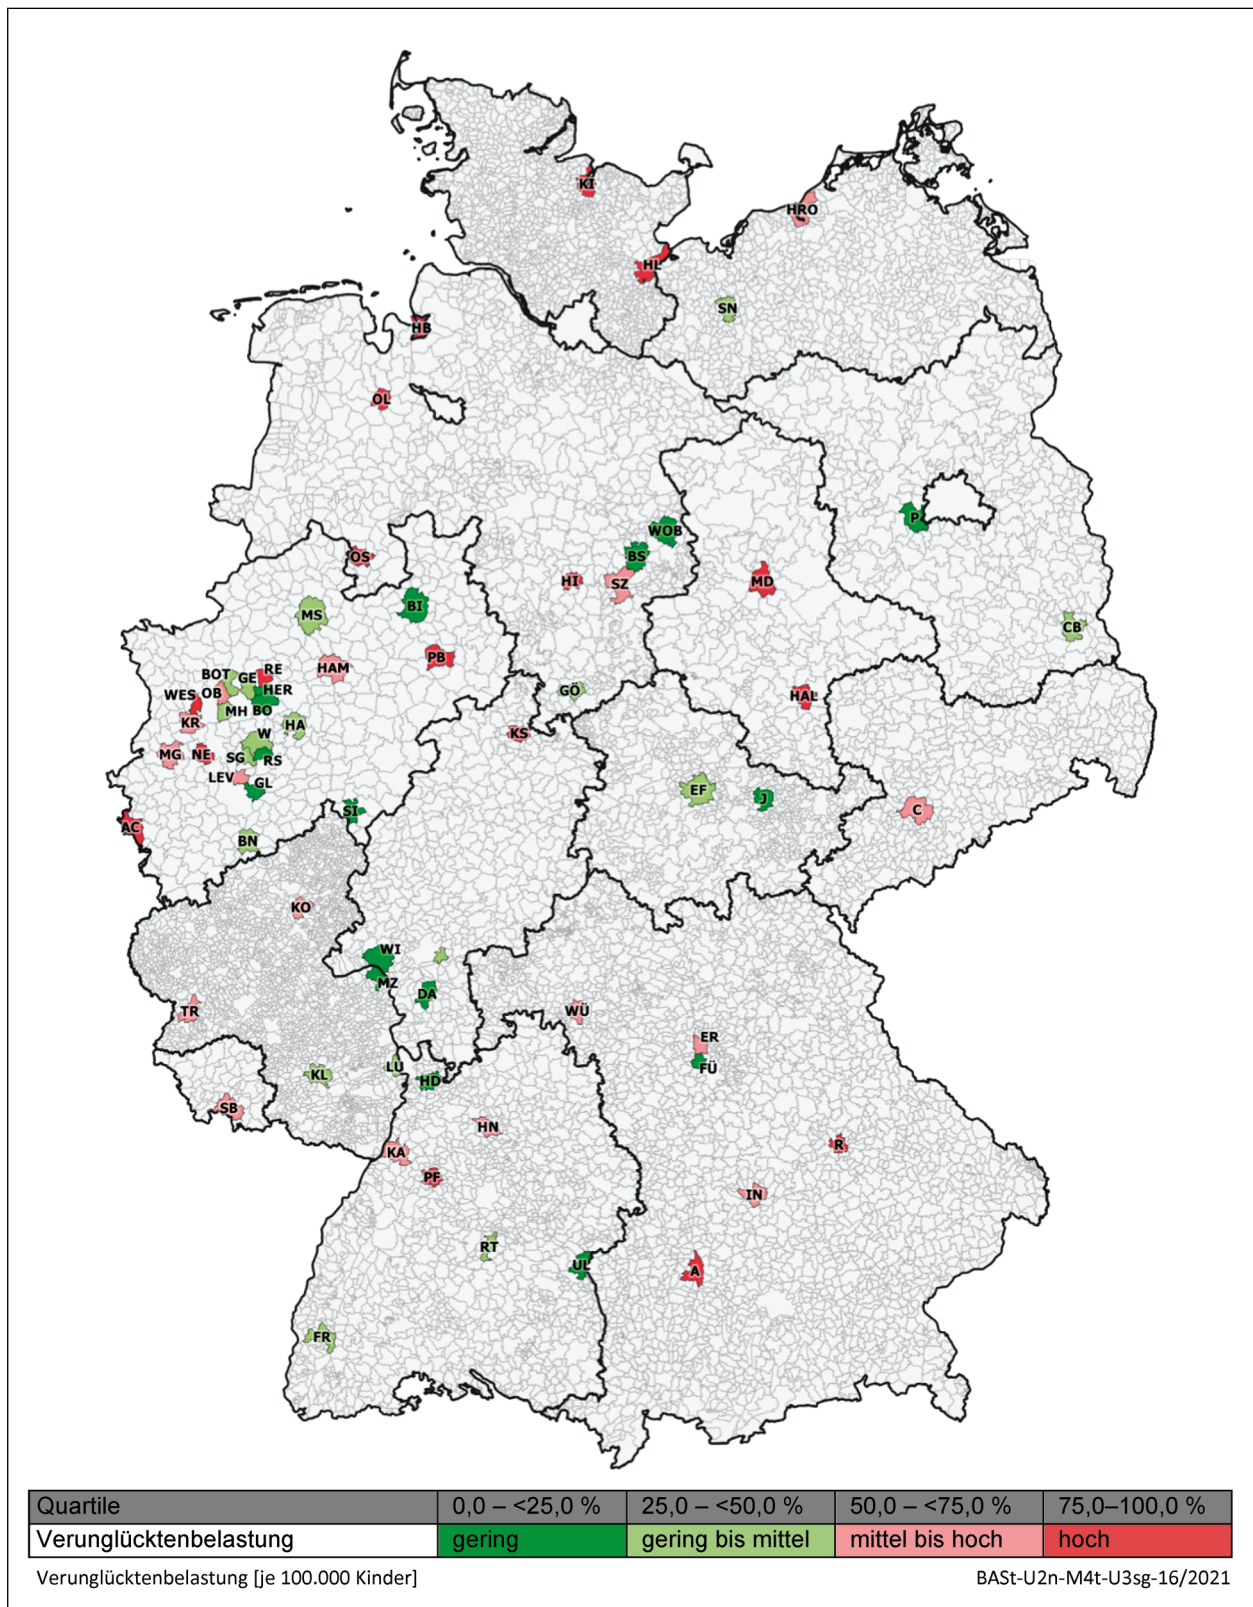 KI
HRO
HL
SN
HB
OL
P
WOB
BS
OS
HI
SZ
MD
BI
MS
CB
PB
HAM
RE
BOT
GE
HER
WES
OB
GÖ
HAL
MH
BO
KR
HA
W
KS
MG
NE
SG
RS
LEV
GL
EF
J
SI
C
AC
BN
KO
WI
MZ
DA
TR
WÜ
ER
LU
FÜ
KL
HD
SB
HN
R
KA
PF
IN
RT
UL
A
FR
Quartile 0,0 – <25,0 % 25,0 – <50,0 % 50,0 – <75,0 % 75,0–100,0 %
Verunglücktenbelastung gering gering bis mittel mittel bis hoch hoch
Verunglücktenbelastung [je 100.000 Kinder] BASt-U2n-M4t-U3sg-16/2021